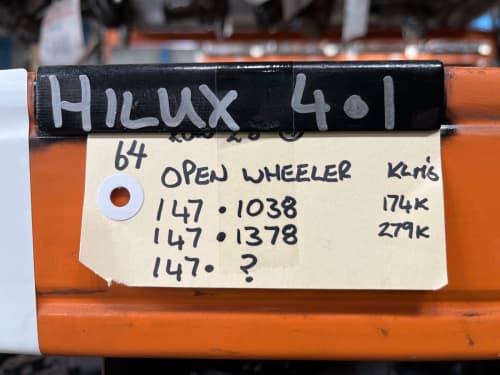 HILUX 4.1
64
OPEN WHEELER KLM's
147.1038 174K
147.1378 279K
147. ?